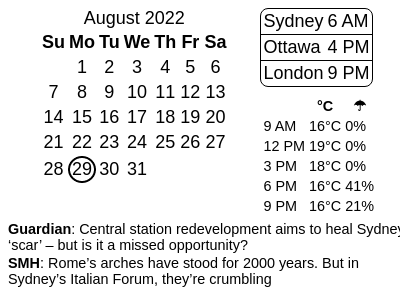 August 2022
Su Mo Tu We Th Fr Sa
1 2 3 4 5 6
7 8 9 10 11 12 13
14 15 16 17 18 19 20
21 22 23 24 25 26 27
28 29 30 31
Sydney 6 AM
Ottawa 4 PM
London 9 PM
°C ☂
9 AM 16°C 0%
12 PM 19°C 0%
3 PM 18°C 0%
6 PM 16°C 41%
9 PM 16°C 21%
Guardian: Central station redevelopment aims to heal Sydney
‘scar’ – but is it a missed opportunity?
SMH: Rome’s arches have stood for 2000 years. But in
Sydney’s Italian Forum, they’re crumbling